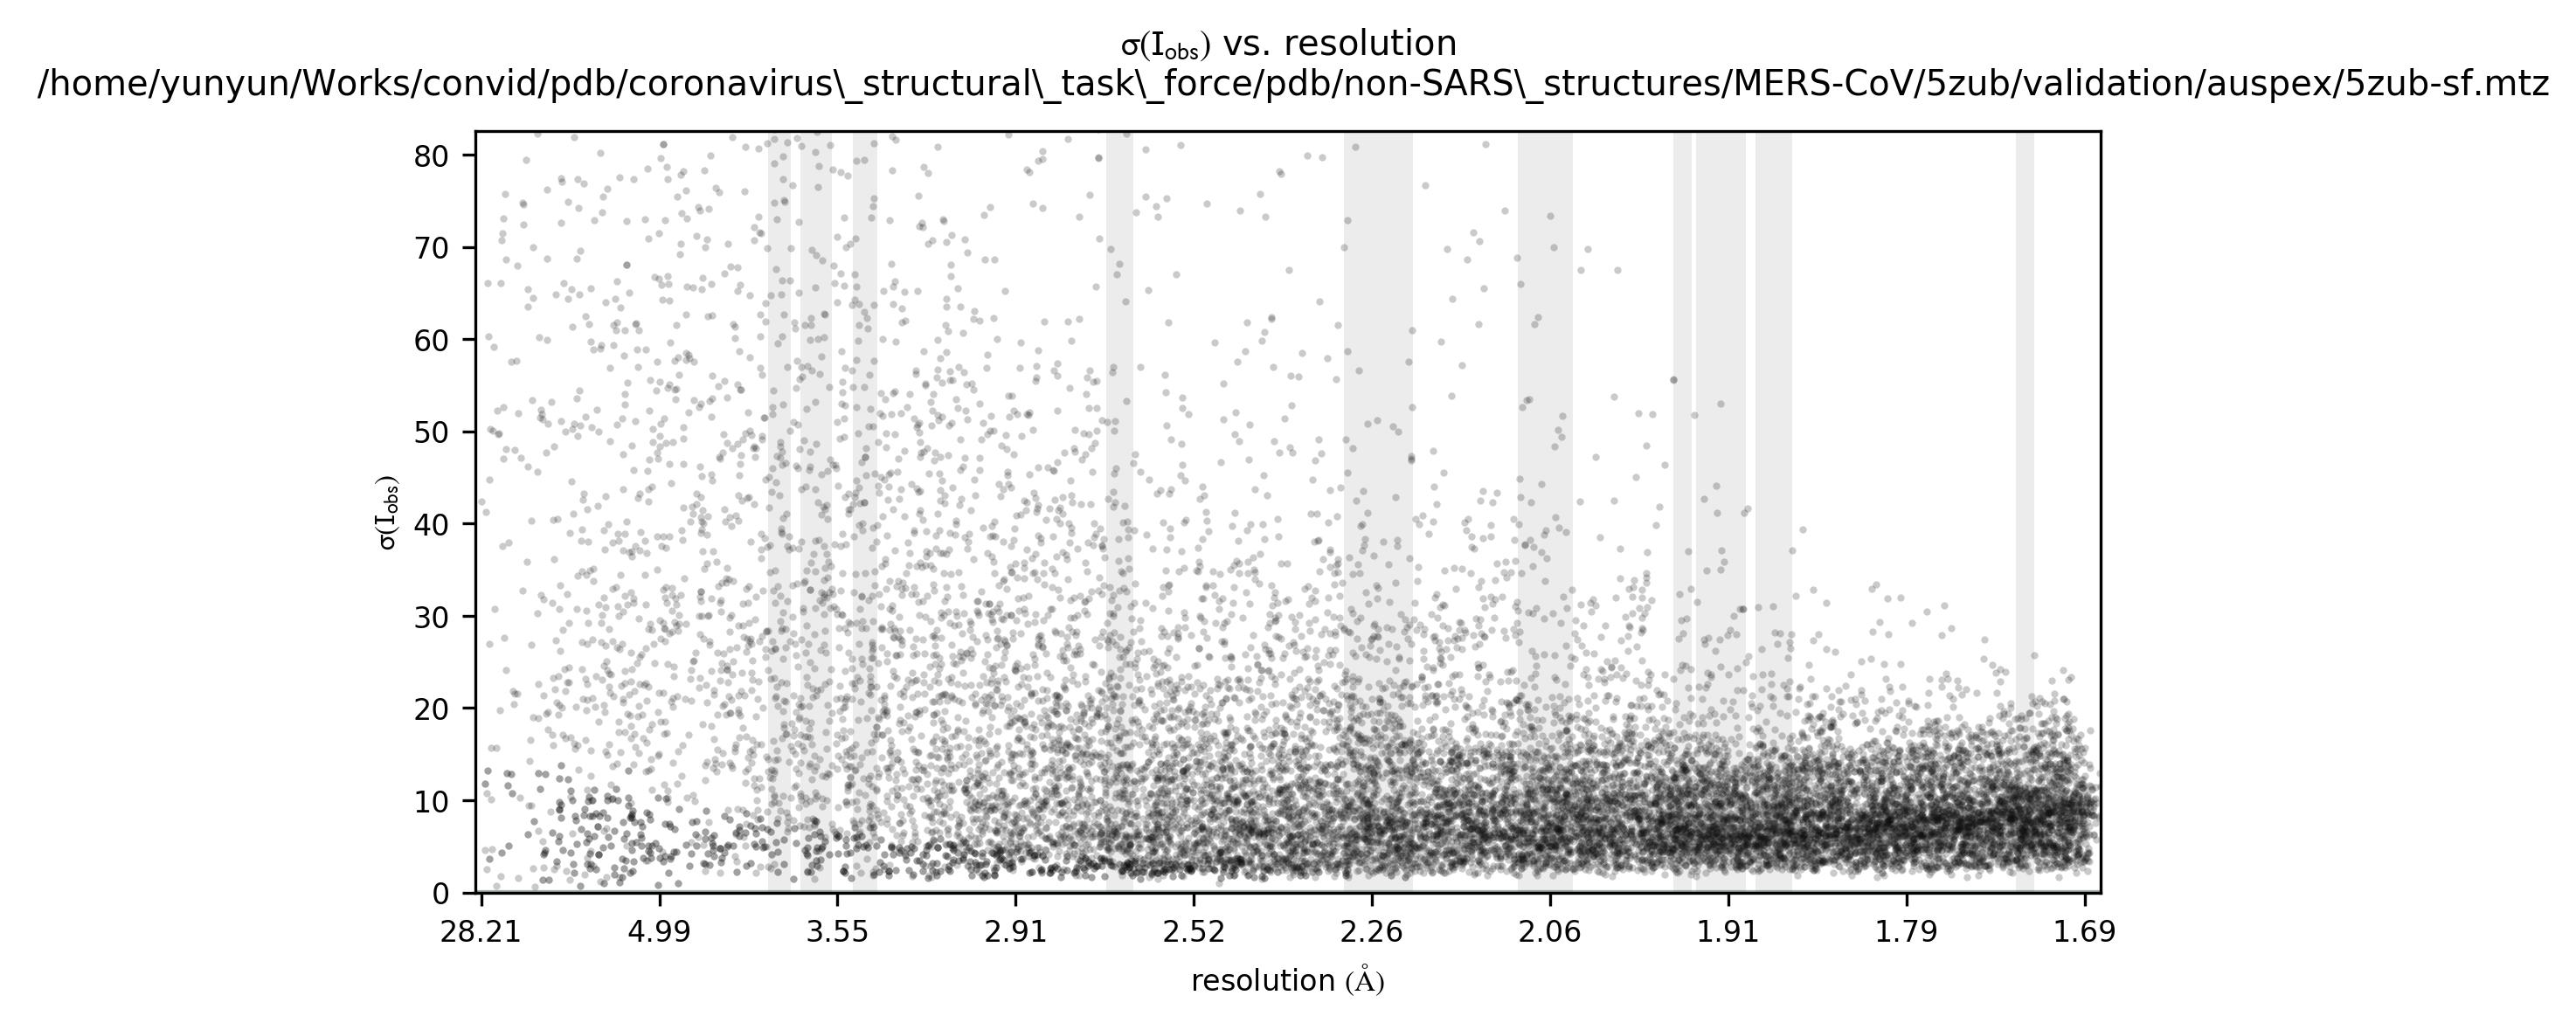 σ(I_obs) vs. resolution
/home/yunyun/Works/convid/pdb/coronavirus\_structural\_task\_force/pdb/non-SARS\_structures/MERS-CoV/5zub/validation/auspex/5zub-sf.mtz
80
70
60
50
40
30
20
10
0
σ(I_obs)
28.21 4.99 3.55 2.91 2.52 2.26 2.06 1.91 1.79 1.69
resolution (Å)